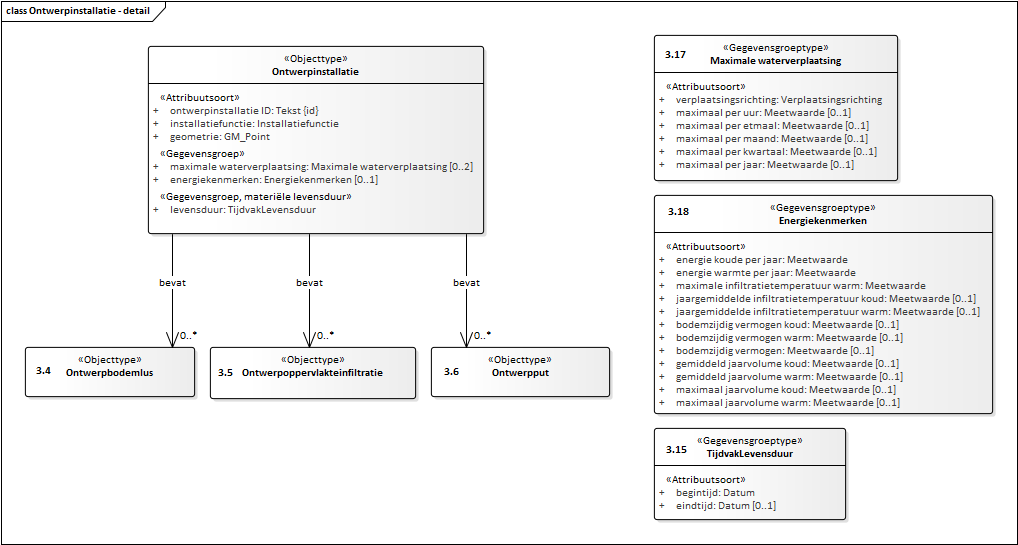 class Ontwerpinstallatie - detail
«Objecttype»
Ontwerpinstallatie
«Attribuutsoort»
+ ontwerpinstallatie ID: Tekst {id}
+ installatiefunctie: Installatiefunctie
+ geometrie: GM_Point
«Gegevensgroep»
+ maximale waterverplaatsing: Maximale waterverplaatsing [0..2]
+ energiekenmerken: Energiekenmerken [0..1]
«Gegevensgroep, materiële levensduur»
+ levensduur: TijdvakLevensduur
bevat
bevat
bevat
0..*
0..*
0..*
«Objecttype»
3.4 Ontwerpbodemlus
«Objecttype»
3.5 Ontwerpoppervlakteinfiltratie
«Objecttype»
3.6 Ontwerpput
«Gegevensgroeptype»
3.17 Maximale waterverplaatsing
«Attribuutsoort»
+ verplaatsingsrichting: Verplaatsingsrichting
+ maximaal per uur: Meetwaarde [0..1]
+ maximaal per etmaal: Meetwaarde [0..1]
+ maximaal per maand: Meetwaarde [0..1]
+ maximaal per kwartaal: Meetwaarde [0..1]
+ maximaal per jaar: Meetwaarde [0..1]
«Gegevensgroeptype»
3.18 Energiekenmerken
«Attribuutsoort»
+ energie koude per jaar: Meetwaarde
+ energie warmte per jaar: Meetwaarde
+ maximale infiltratietemperatuur warm: Meetwaarde
+ jaargemiddelde infiltratietemperatuur koud: Meetwaarde [0..1]
+ jaargemiddelde infiltratietemperatuur warm: Meetwaarde [0..1]
+ bodemzijdig vermogen koud: Meetwaarde [0..1]
+ bodemzijdig vermogen warm: Meetwaarde [0..1]
+ bodemzijdig vermogen: Meetwaarde [0..1]
+ gemiddeld jaarvolume koud: Meetwaarde [0..1]
+ gemiddeld jaarvolume warm: Meetwaarde [0..1]
+ maximaal jaarvolume koud: Meetwaarde [0..1]
+ maximaal jaarvolume warm: Meetwaarde [0..1]
«Gegevensgroeptype»
3.15 TijdvakLevensduur
«Attribuutsoort»
+ begintijd: Datum
+ eindtijd: Datum [0..1]